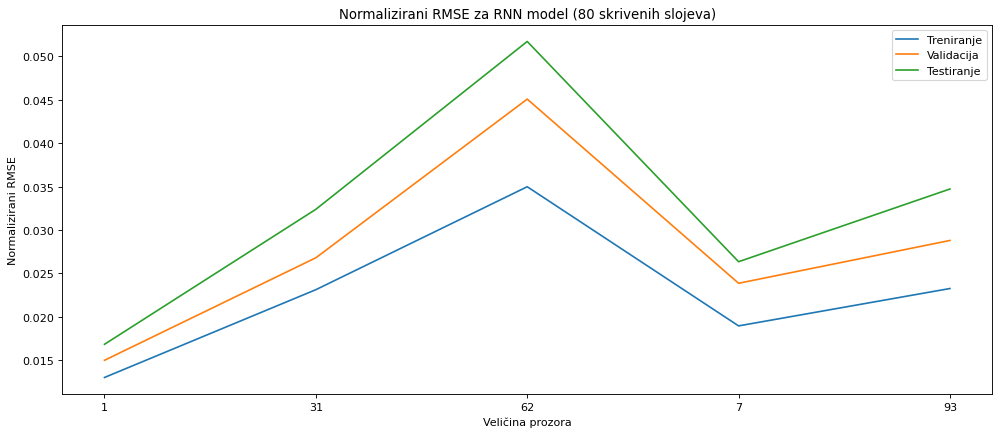 Normalizirani RMSE za RNN model (80 skrivenih slojeva)
Treniranje
Validacija
Testiranje
Normalizirani RMSE
0.050
0.045
0.040
0.035
0.030
0.025
0.020
0.015
1 31 62 7 93
Veličina prozora